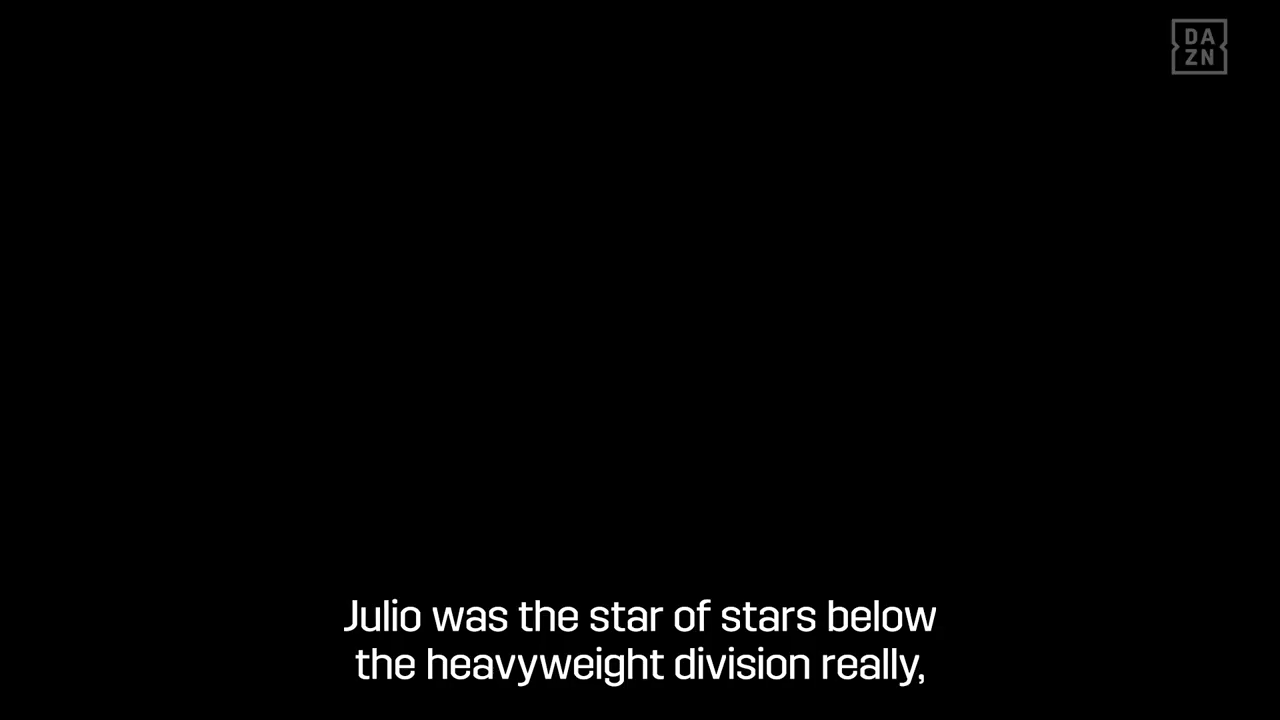 DA
ZN
Julio was the star of stars below
the heavyweight division really,